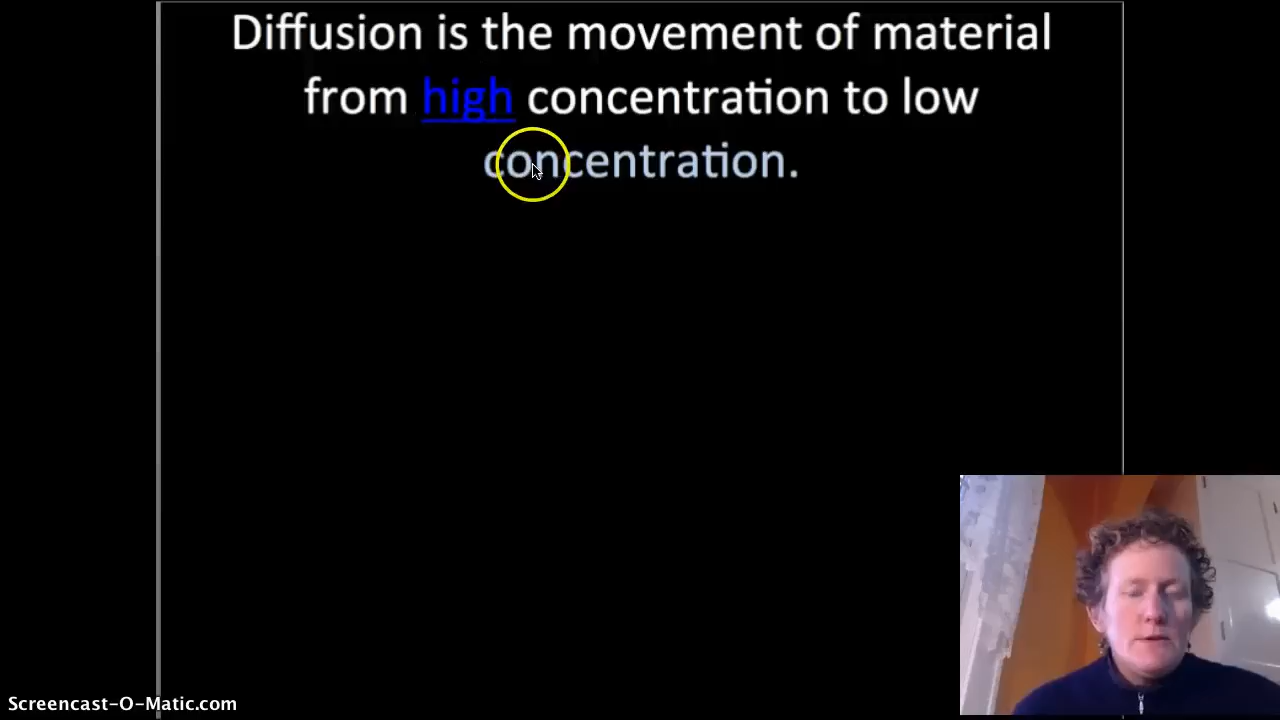 Diffusion is the movement of material
from high concentration to low
concentration.
Screencast-O-Matic.com